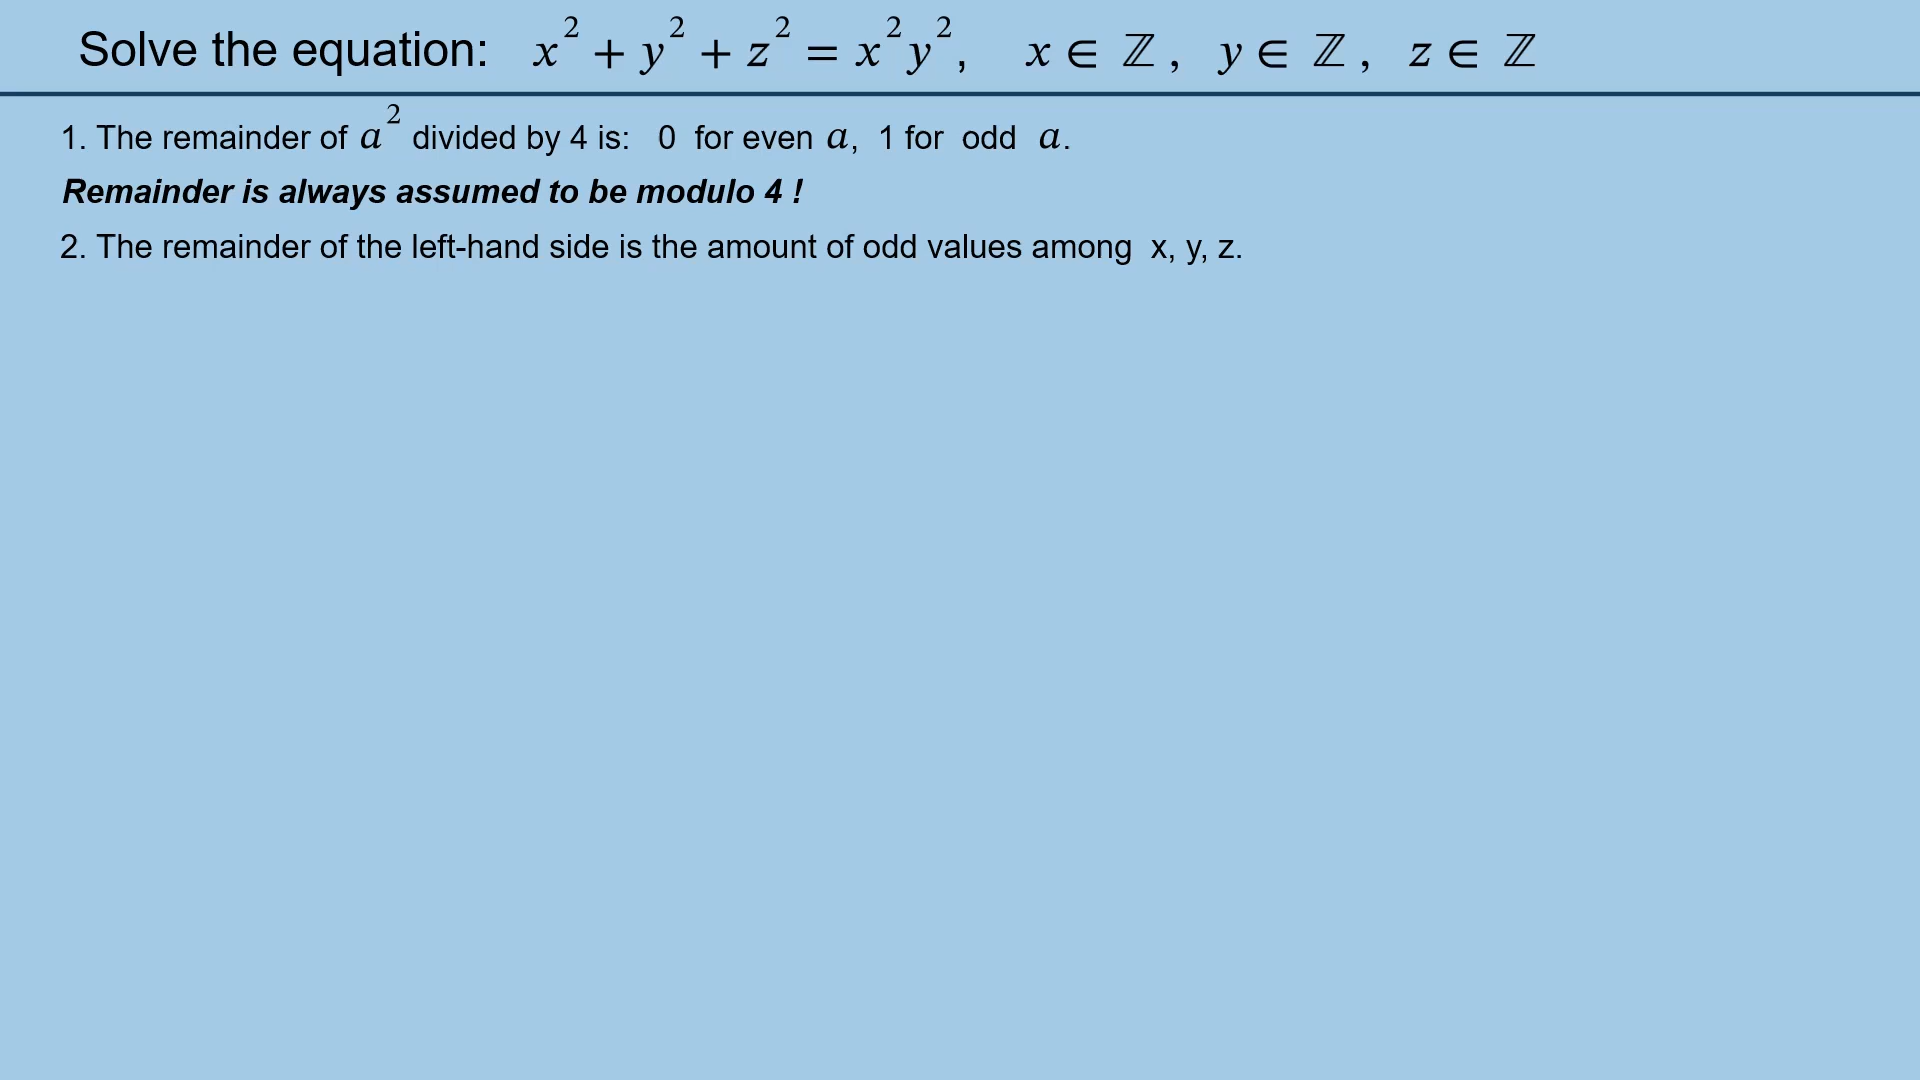 Solve the equation: x² + y² + z² = x²y², x ∈ ℤ, y ∈ ℤ, z ∈ ℤ
1. The remainder of a² divided by 4 is: 0 for even a, 1 for odd a.
Remainder is always assumed to be modulo 4 !
2. The remainder of the left-hand side is the amount of odd values among x, y, z.